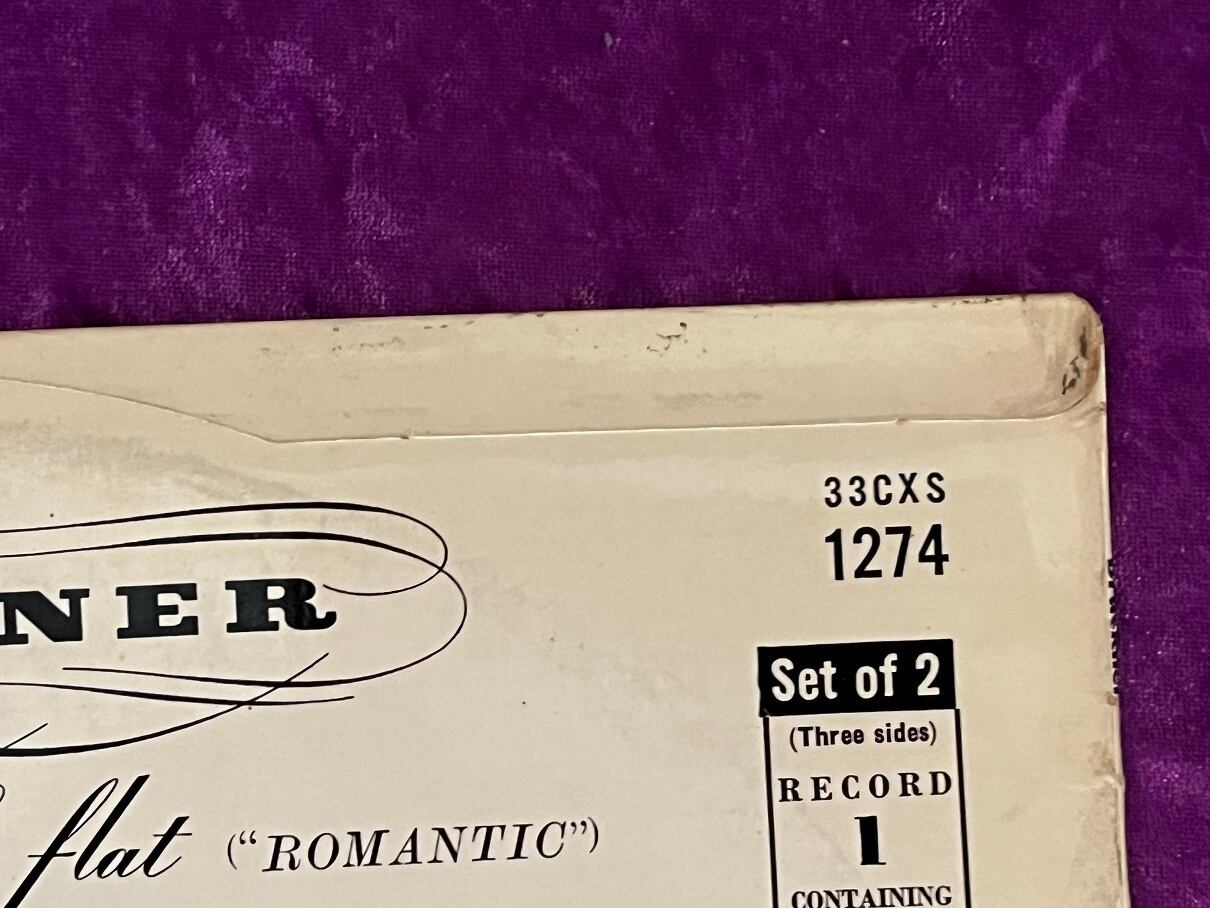 33CXS
1274
NER
Set of 2
(Three sides)
flat ("ROMANTIC")
RECORD
1
CONTAINING